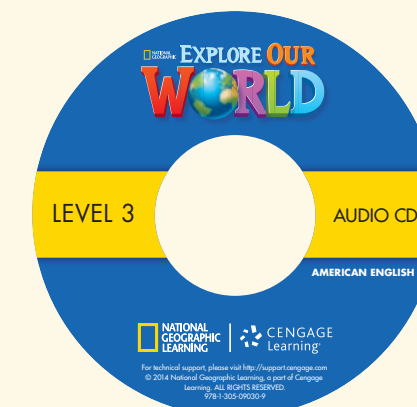 NATIONAL GEOGRAPHIC EXPLORE OUR
WORLD
LEVEL 3
AUDIO CD
AMERICAN ENGLISH
NATIONAL
GEOGRAPHIC
LEARNING
CENGAGE
Learning®
For technical support, please visit http://support.cengage.com
© 2014 National Geographic Learning, a part of Cengage
Learning. ALL RIGHTS RESERVED.
978-1-305-09030-9